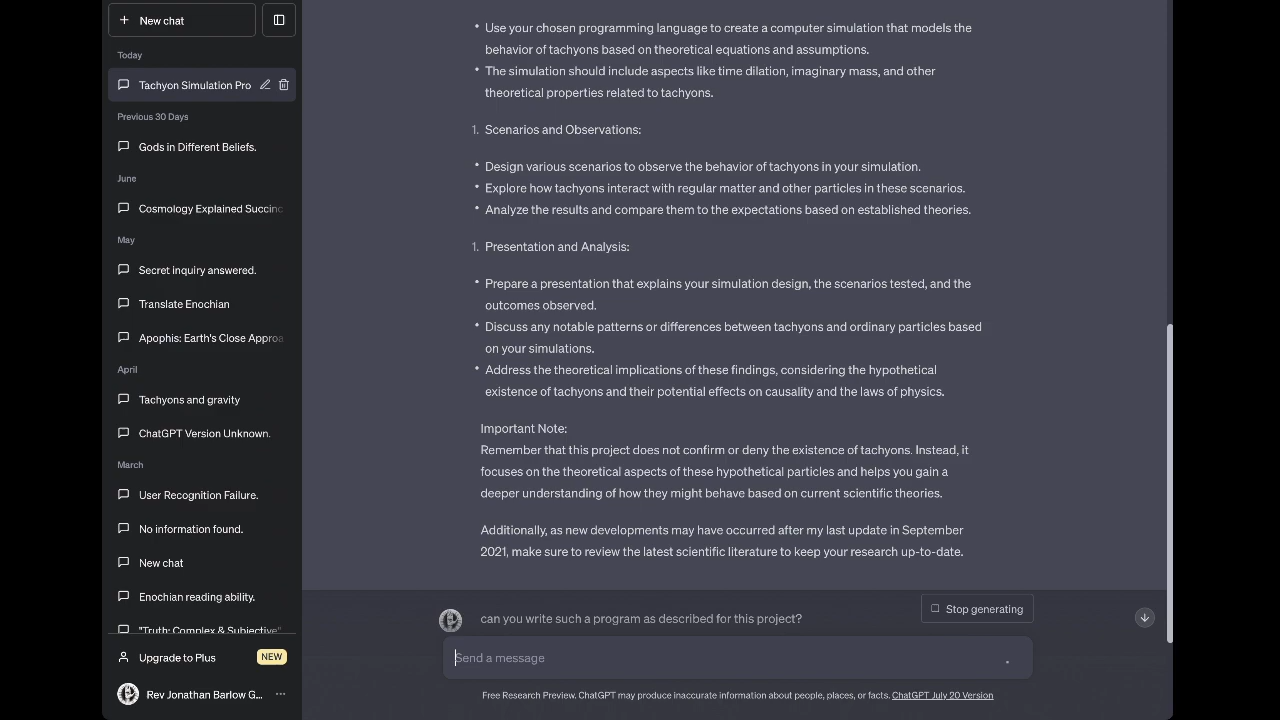 New chat
Today
Tachyon Simulation Pro
Previous 30 Days
Gods in Different Beliefs.
June
Cosmology Explained Succinc
May
Secret inquiry answered.
Translate Enochian
Apophis: Earth's Close Approa
April
Tachyons and gravity
ChatGPT Version Unknown.
March
User Recognition Failure.
No information found.
New chat
Enochian reading ability.
"Truth: Complex & Subjective"
Upgrade to Plus NEW
Rev Jonathan Barlow G...
• Use your chosen programming language to create a computer simulation that models the
behavior of tachyons based on theoretical equations and assumptions.
• The simulation should include aspects like time dilation, imaginary mass, and other
theoretical properties related to tachyons.
1. Scenarios and Observations:
• Design various scenarios to observe the behavior of tachyons in your simulation.
• Explore how tachyons interact with regular matter and other particles in these scenarios.
• Analyze the results and compare them to the expectations based on established theories.
1. Presentation and Analysis:
• Prepare a presentation that explains your simulation design, the scenarios tested, and the
outcomes observed.
• Discuss any notable patterns or differences between tachyons and ordinary particles based
on your simulations.
• Address the theoretical implications of these findings, considering the hypothetical
existence of tachyons and their potential effects on causality and the laws of physics.
Important Note:
Remember that this project does not confirm or deny the existence of tachyons. Instead, it
focuses on the theoretical aspects of these hypothetical particles and helps you gain a
deeper understanding of how they might behave based on current scientific theories.
Additionally, as new developments may have occurred after my last update in September
2021, make sure to review the latest scientific literature to keep your research up-to-date.
Stop generating
can you write such a program as described for this project?
Send a message
Free Research Preview. ChatGPT may produce inaccurate information about people, places, or facts. ChatGPT July 20 Version